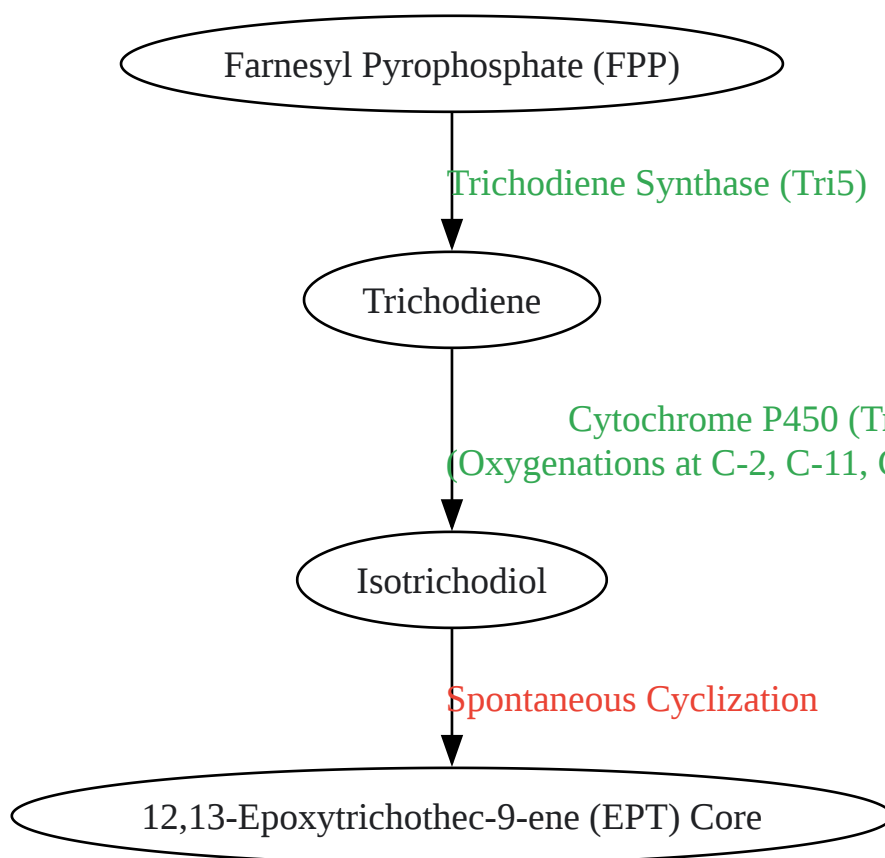 Farnesyl Pyrophosphate (FPP)
Trichodiene Synthase (Tri5)
Trichodiene
Cytochrome P450
(Oxygenations at C-2, C-11,
Isotrichodiol
Spontaneous Cyclization
12,13-Epoxytrichothec-9-ene (EPT) Core